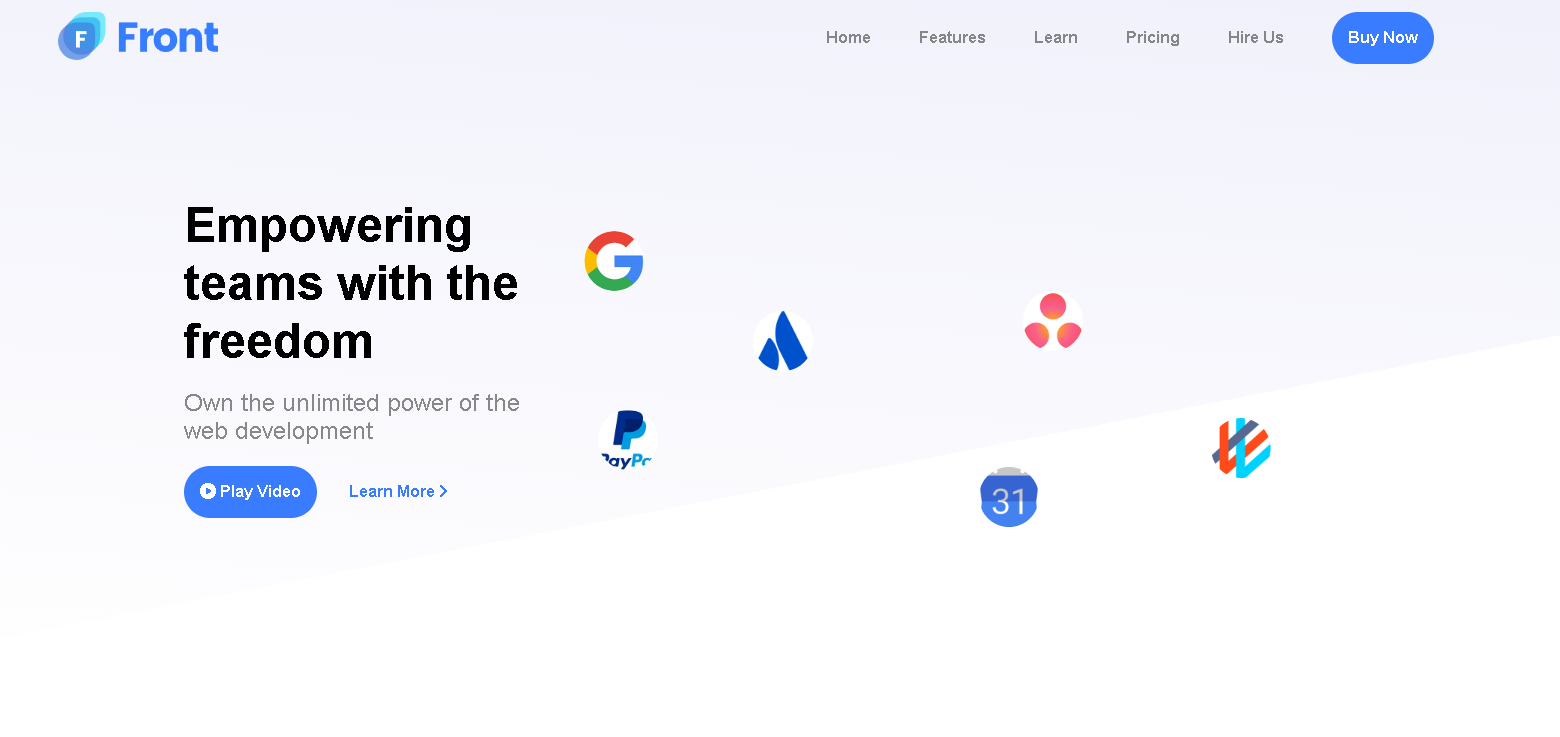 F Front
Home Features Learn Pricing Hire Us Buy Now
Empowering
teams with the
freedom
Own the unlimited power of the
web development
Play Video Learn More
G
PayPa
31